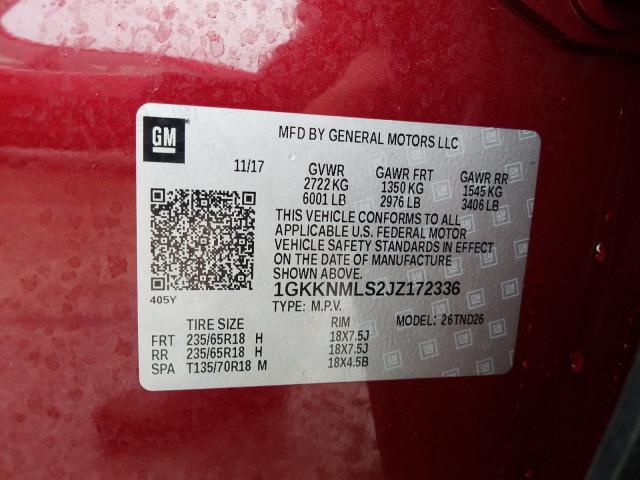 GM
MFD BY GENERAL MOTORS LLC
11/17 GVWR GAWR FRT GAWR RR
2722 KG 1350 KG 1545 KG
6001 LB 2976 LB 3406 LB
THIS VEHICLE CONFORMS TO ALL
APPLICABLE U.S. FEDERAL MOTOR
VEHICLE SAFETY STANDARDS IN EFFECT
ON THE DATE OF MANUFACTURE
SHOWN ABOVE.
405Y
1GKKNMLS2JZ172336
TYPE: M.P.V. MODEL: 26TND26
TIRE SIZE RIM
FRT 235/65R18 H 18X7.5J
RR 235/65R18 H 18X7.5J
SPA T135/70R18 M 18X4.5B